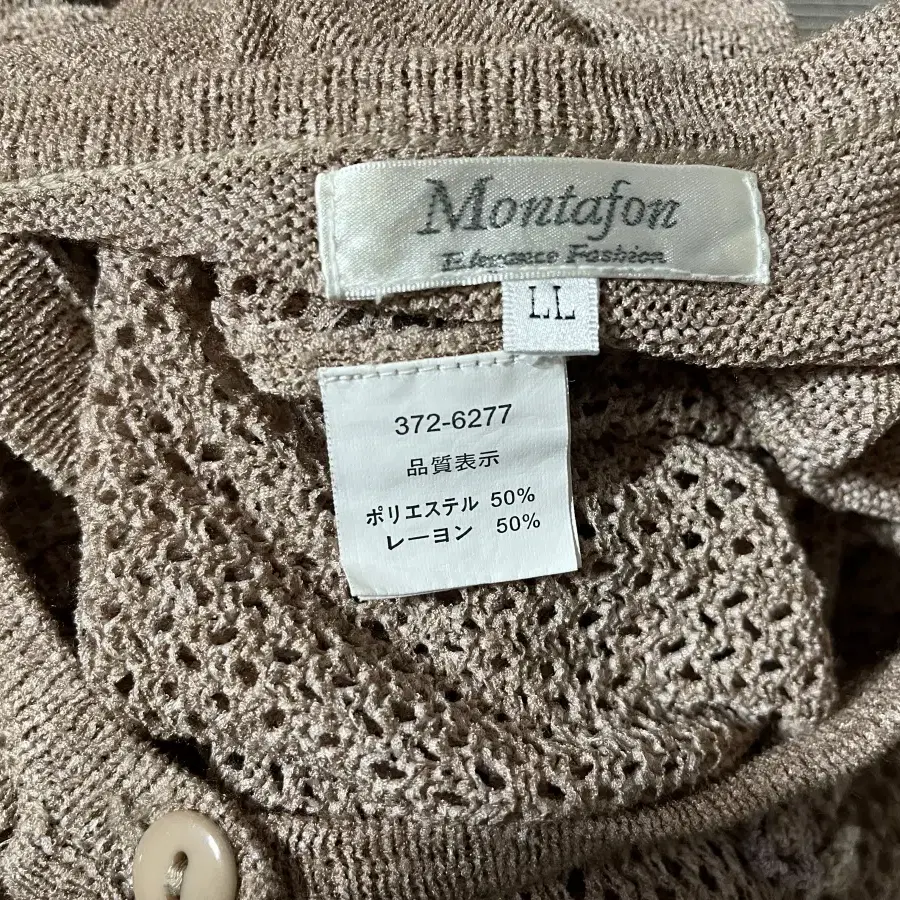 Montafon
Elegance Fashion
LL
372-6277
品質表示
ポリエステル 50%
レーヨン 50%